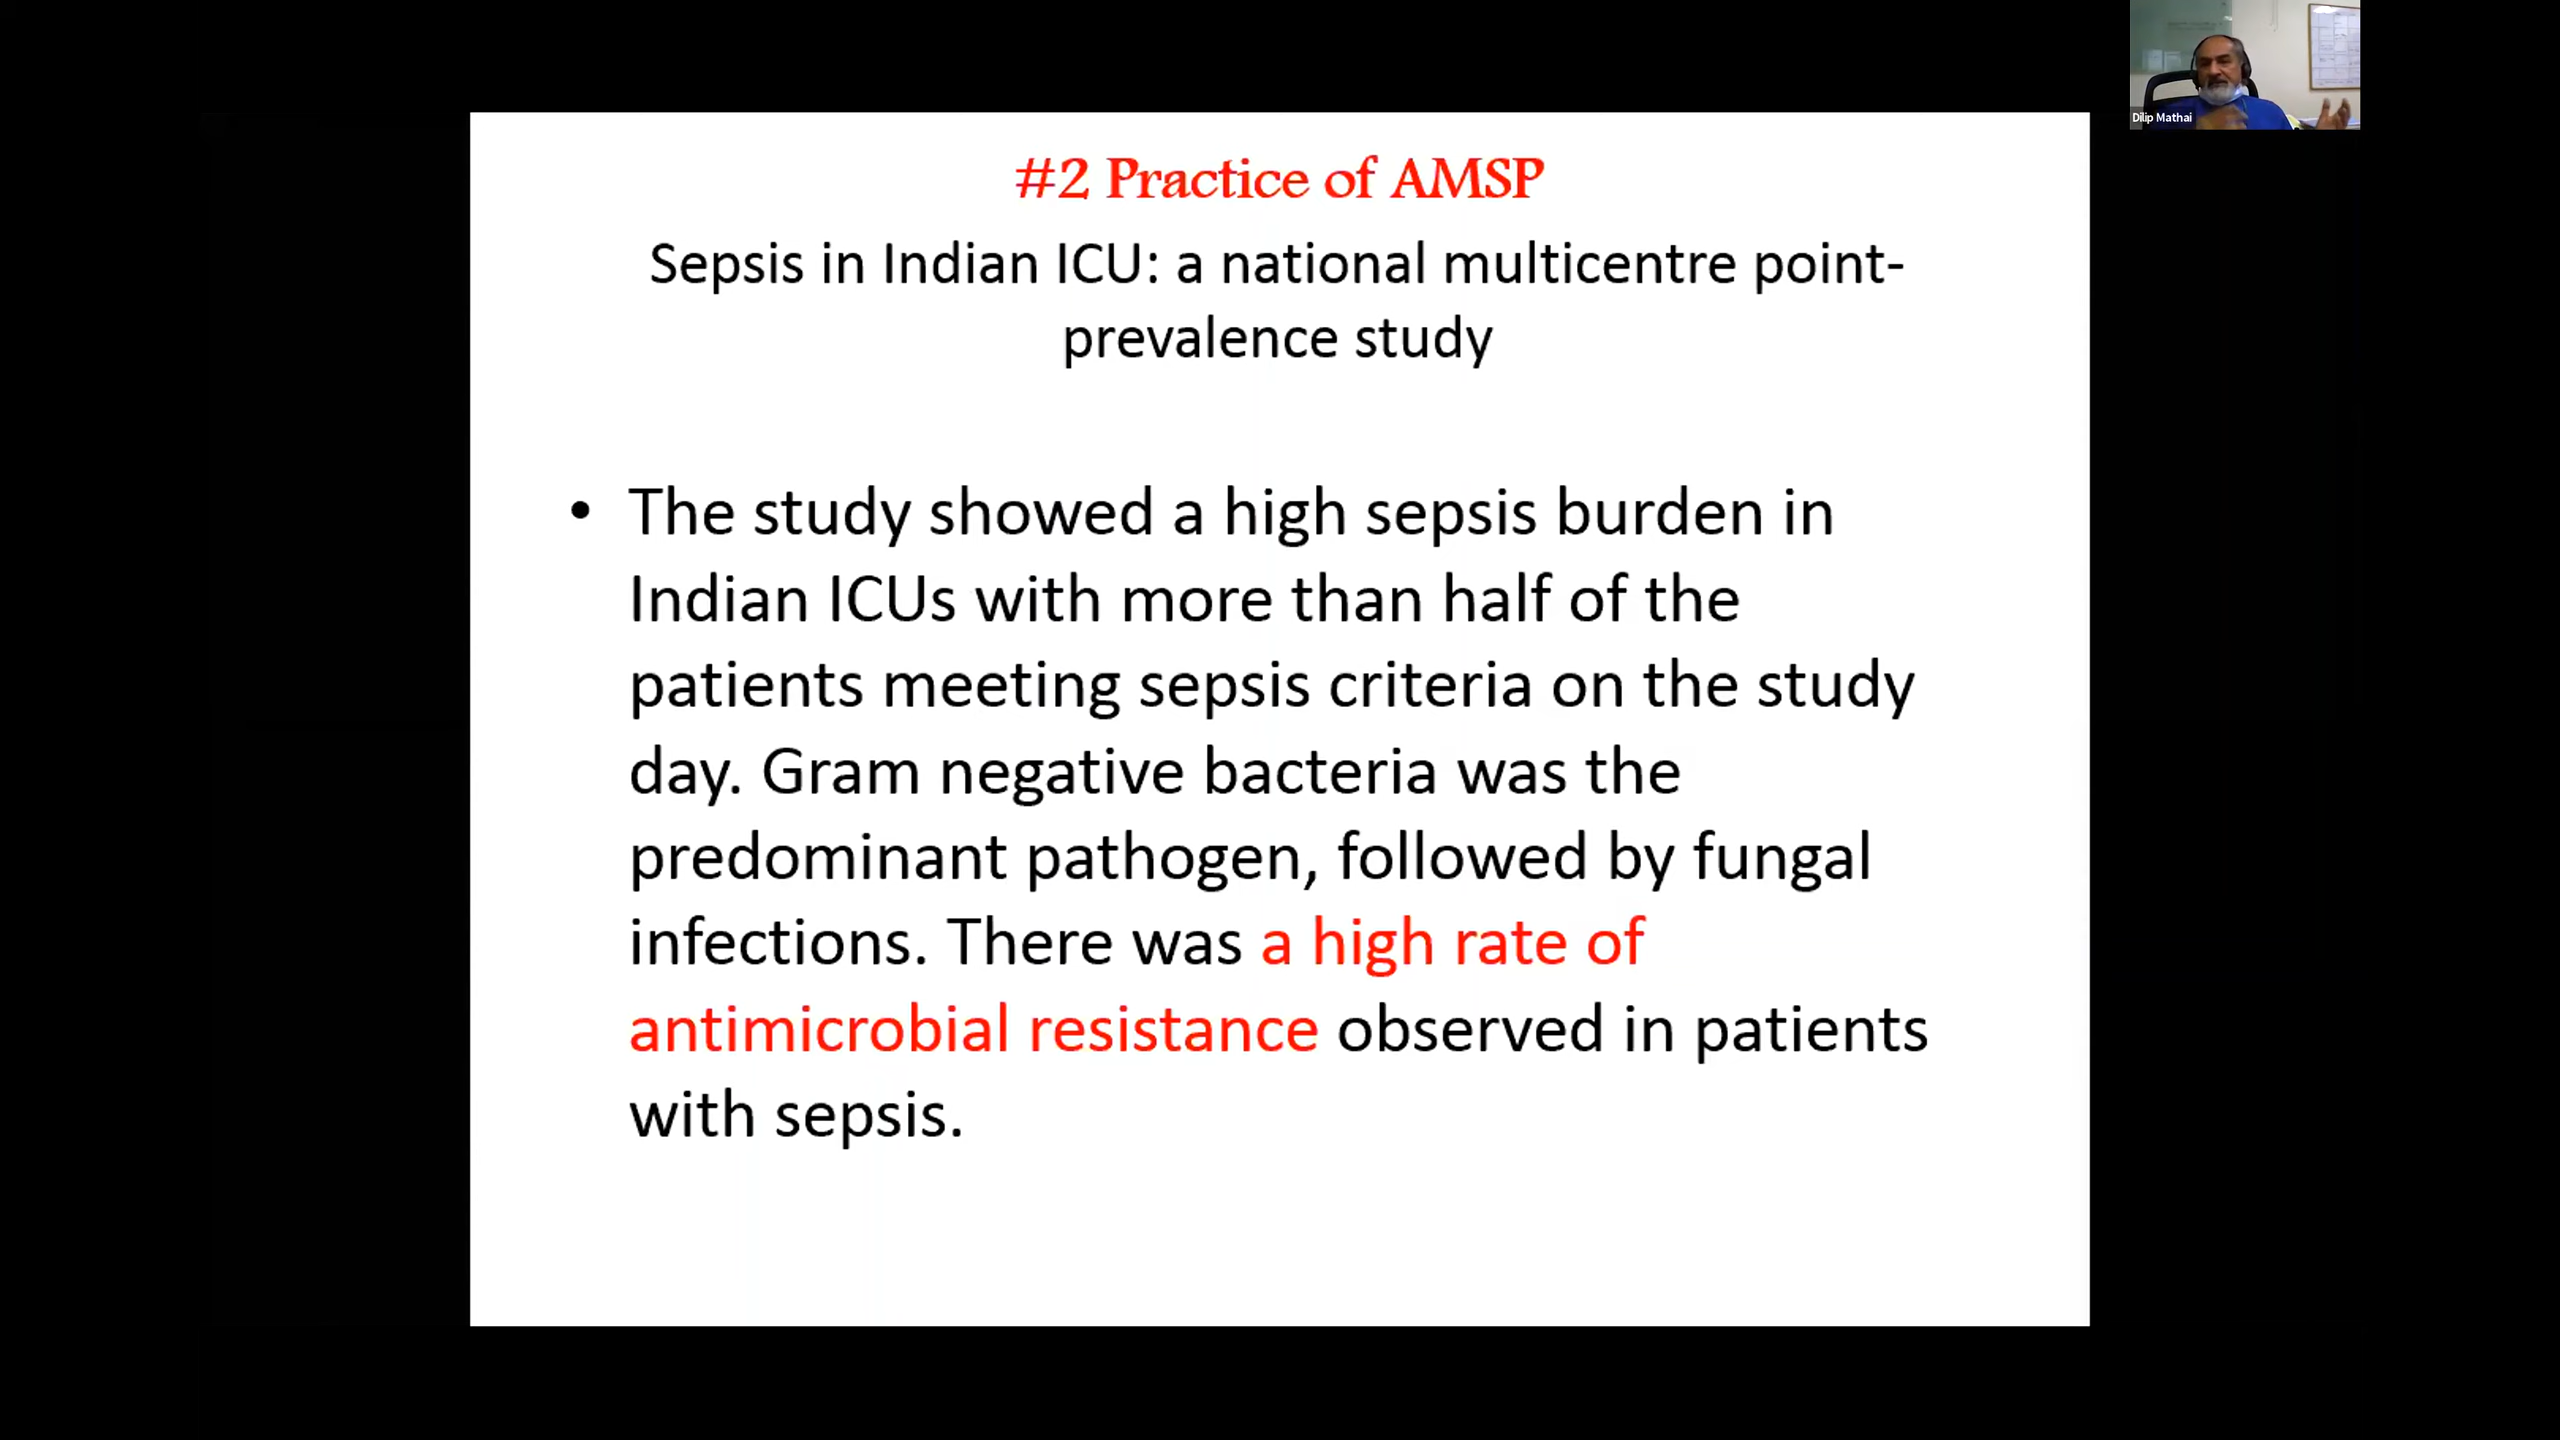 #2 Practice of AMSP
Sepsis in Indian ICU: a national multicentre point-
prevalence study
• The study showed a high sepsis burden in
Indian ICUs with more than half of the
patients meeting sepsis criteria on the study
day. Gram negative bacteria was the
predominant pathogen, followed by fungal
infections. There was a high rate of
antimicrobial resistance observed in patients
with sepsis.
Dilip Mathai